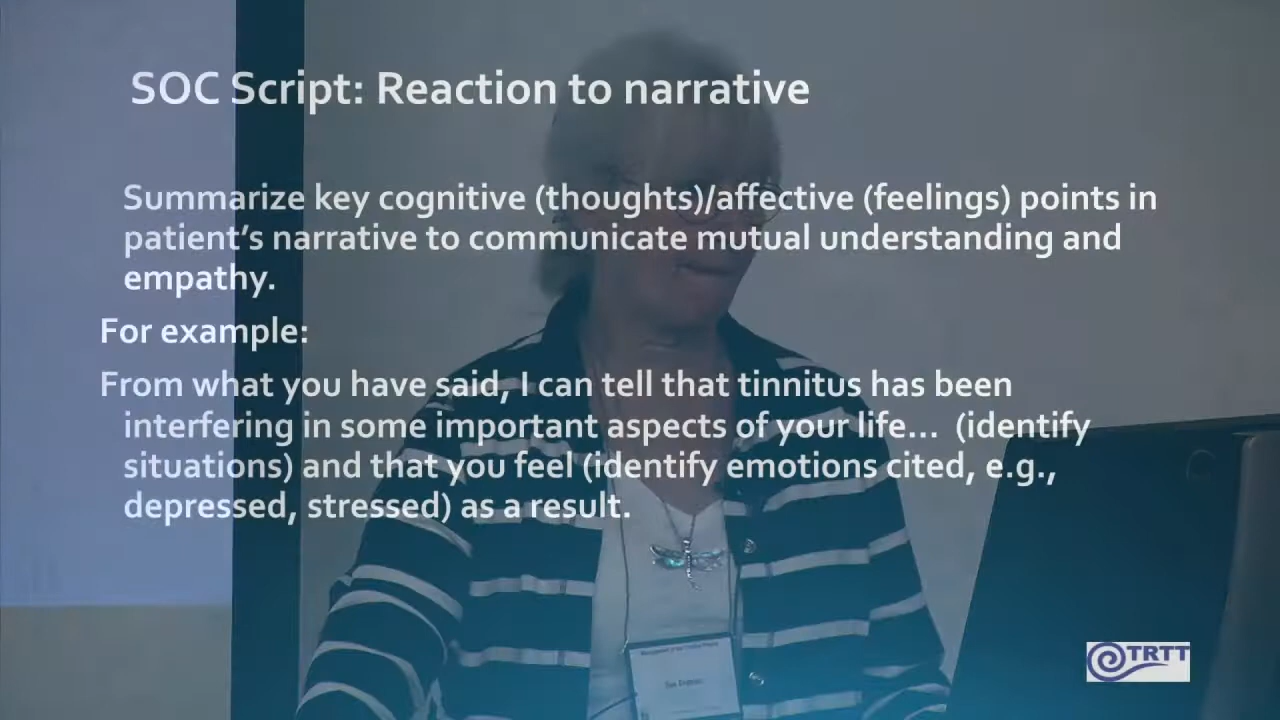 SOC Script: Reaction to narrative
Summarize key cognitive (thoughts)/affective (feelings) points in
patient‘s narrative to communicate mutual understanding and
empathy.
For example:
From what you have said, I can tell that tinnitus has been
interfering in some important aspects of your life... (identify
situations) and that you feel (identify emotions cited, e.g.,
depressed, stressed) as a result.
TRTT